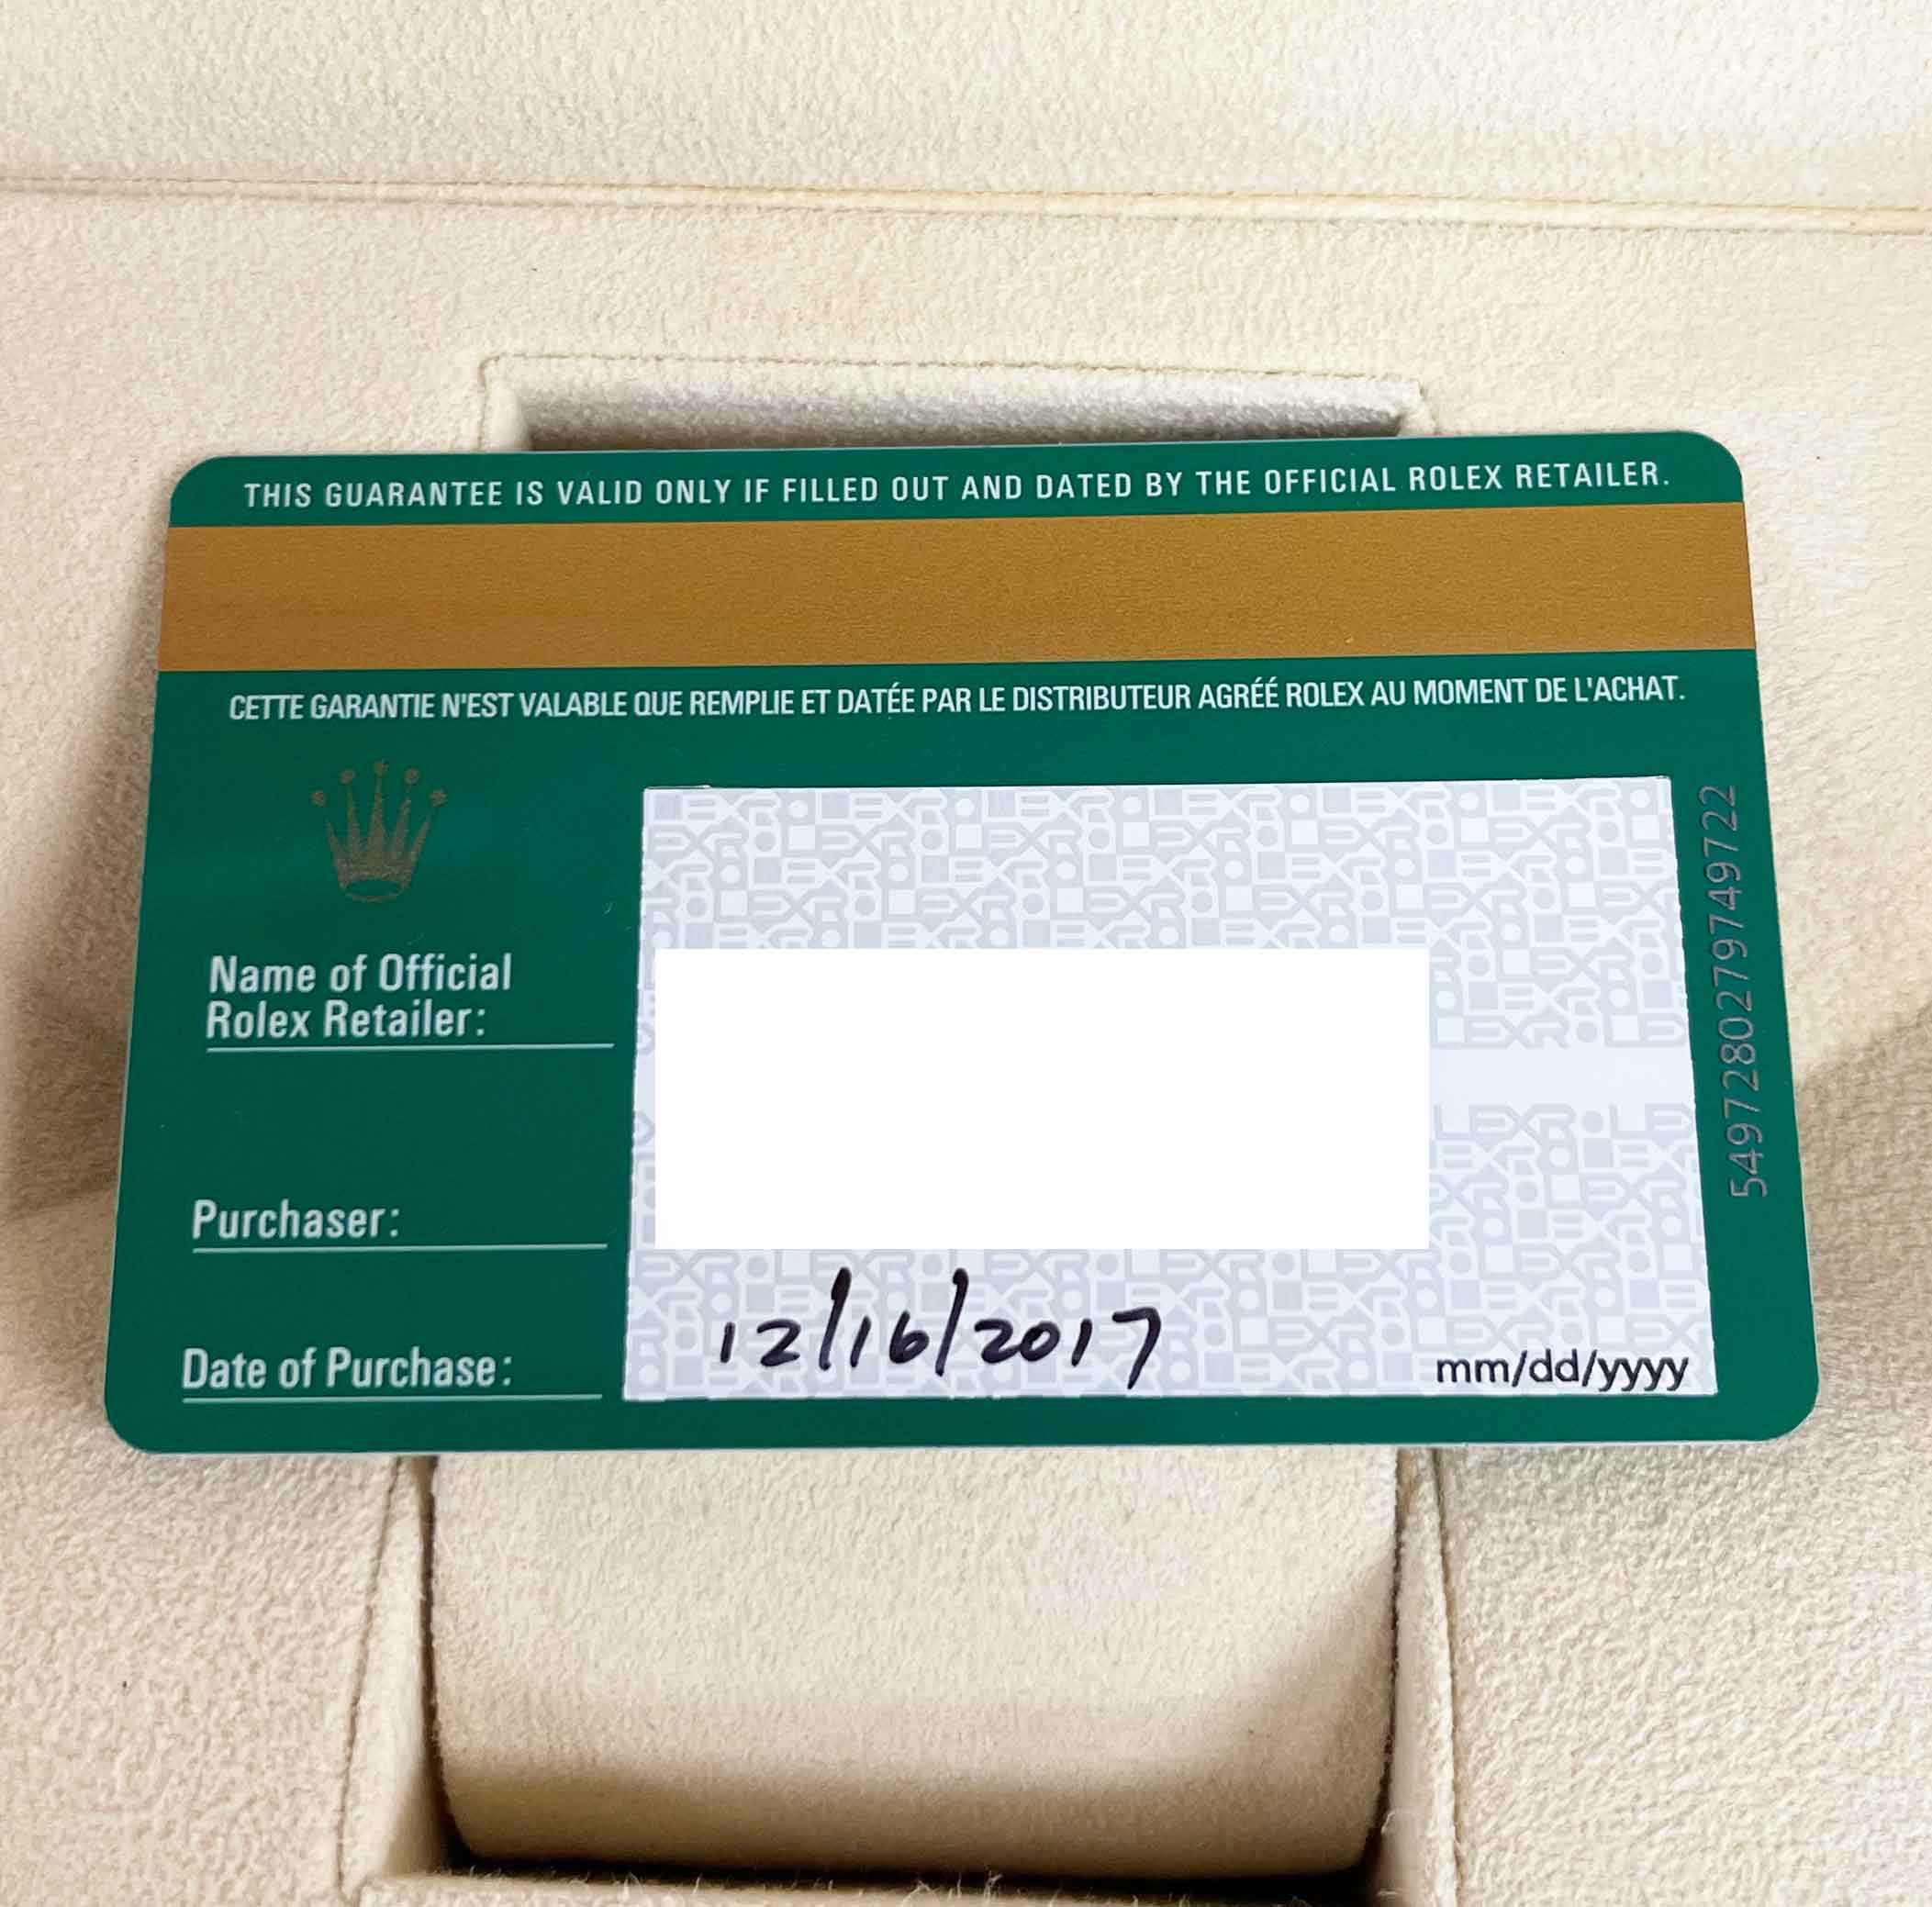 THIS GUARANTEE IS VALID ONLY IF FILLED OUT AND DATED BY THE OFFICIAL ROLEX RETAILER.
CETTE GARANTIE N'EST VALABLE QUE REMPLIE ET DATÉE PAR LE DISTRIBUTEUR AGRÉÉ ROLEX AU MOMENT DE L'ACHAT.
Name of Official
Rolex Retailer:
Purchaser:
Date of Purchase: 12/16/2017 mm/dd/yyyy
5497280279749722